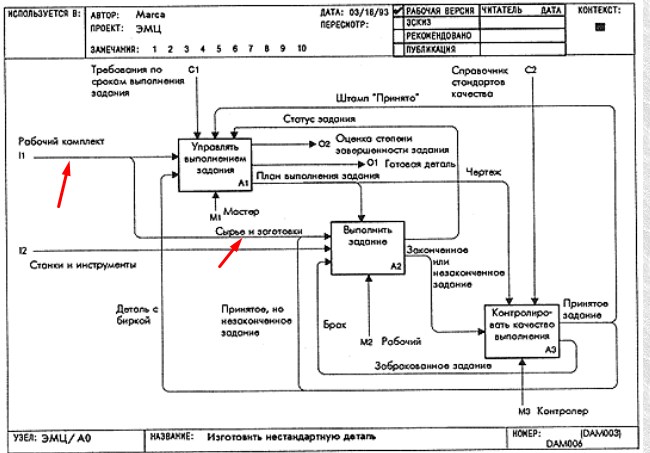 ИСПОЛЬЗУЕТСЯ В:
АВТОР: Marca
ДАТА: 03/18/93
ПРОЕКТ: ЭМЦ
ПЕРЕСМОТР:
ЗАМЕЧАНИЯ: 1 2 3 4 5 6 7 8 9 10
РАБОЧАЯ ВЕРСИЯ
ЭСКИЗ
РЕКОМЕНДОВАНО
ПУБЛИКАЦИЯ
ЧИТАТЕЛЬ ДАТА
КОНТЕКСТ:
Требования по
срокам выполнения
задания
C1
Справочник
стандортов
качества
C2
Штамп "Принято"
Статус задания
Рабочий комплект
I1
Управлять
выполнением
задания
A1
O2 Оценка степени
завершенности задания
O1 Готовая деталь
План выполнения задания
Чертеж
M1 Мастер
Сырье и зоготовки
Выполнить
задание
A2
I2
Станки и инструменты
Законченное
или
незаконченное
задание
Деталь с
биркой
Принятое, но
незаконченное
задание
Брак
M2 Рабочий
Контролиро-
вать качество
выполнения
A3
Принятое
задание
Забракованное задание
M3 Контролер
УЗЕЛ: ЭМЦ/A0
НАЗВАНИЕ: Изготовить нестандартную деталь
НОМЕР: (DAM003)
DAM006